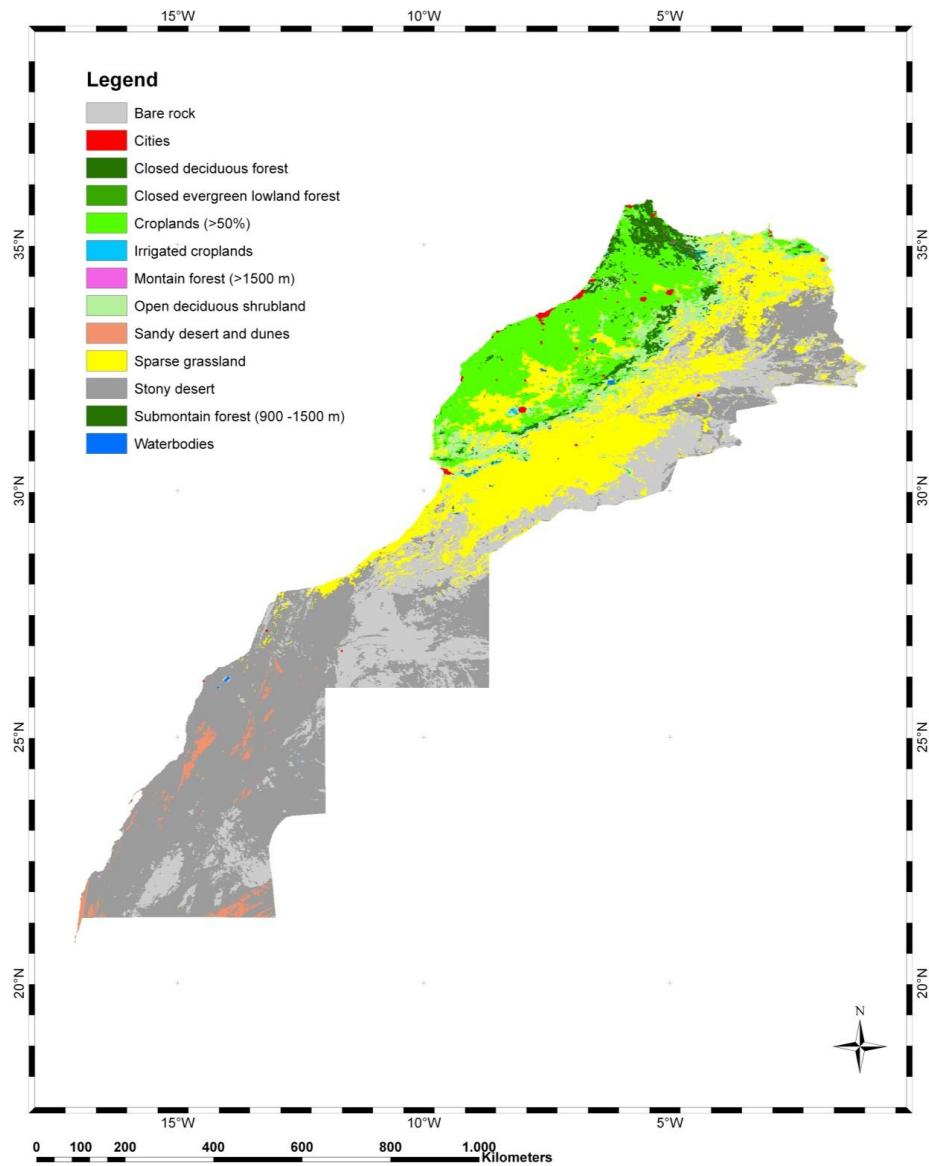 15°W 10°W 5°W
Legend
Bare rock
Cities
Closed deciduous forest
Closed evergreen lowland forest
Croplands (>50%)
Irrigated croplands
Montain forest (>1500 m)
Open deciduous shrubland
Sandy desert and dunes
Sparse grassland
Stony desert
Submontain forest (900 -1500 m)
Waterbodies
35°N 35°N
30°N 30°N
25°N 25°N
20°N 20°N
N
15°W 10°W 5°W
0 100 200 400 600 800 1.000
Kilometers